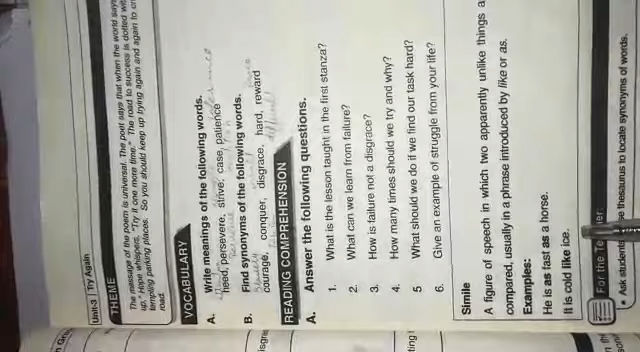 Unit-3 Try Again
THEME
The message of the poem is universal. The poet says that when the world says
up," Hope whispers, "Try it one more time." The road to success is dotted wit
tempting parking places. So you should keep up trying again and again to cr
road.
VOCABULARY
A. Write meanings of the following words.
heed, persevere, strive, case, patience
B. Find synonyms of the following words.
courage, conquer, disgrace, hard, reward
READING COMPREHENSION
A. Answer the following questions.
1. What is the lesson taught in the first stanza?
2. What can we learn from failure?
3. How is failure not a disgrace?
4. How many times should we try and why?
5 What should we do if we find our task hard?
6. Give an example of struggle from your life?
Simile
A figure of speech in which two apparently unlike things a
compared, usually in a phrase introduced by like or as.
Examples:
He is as fast as a horse.
It is cold like ice.
For the Teacher:
• Ask students se thesaurus to locate synonyms of words.